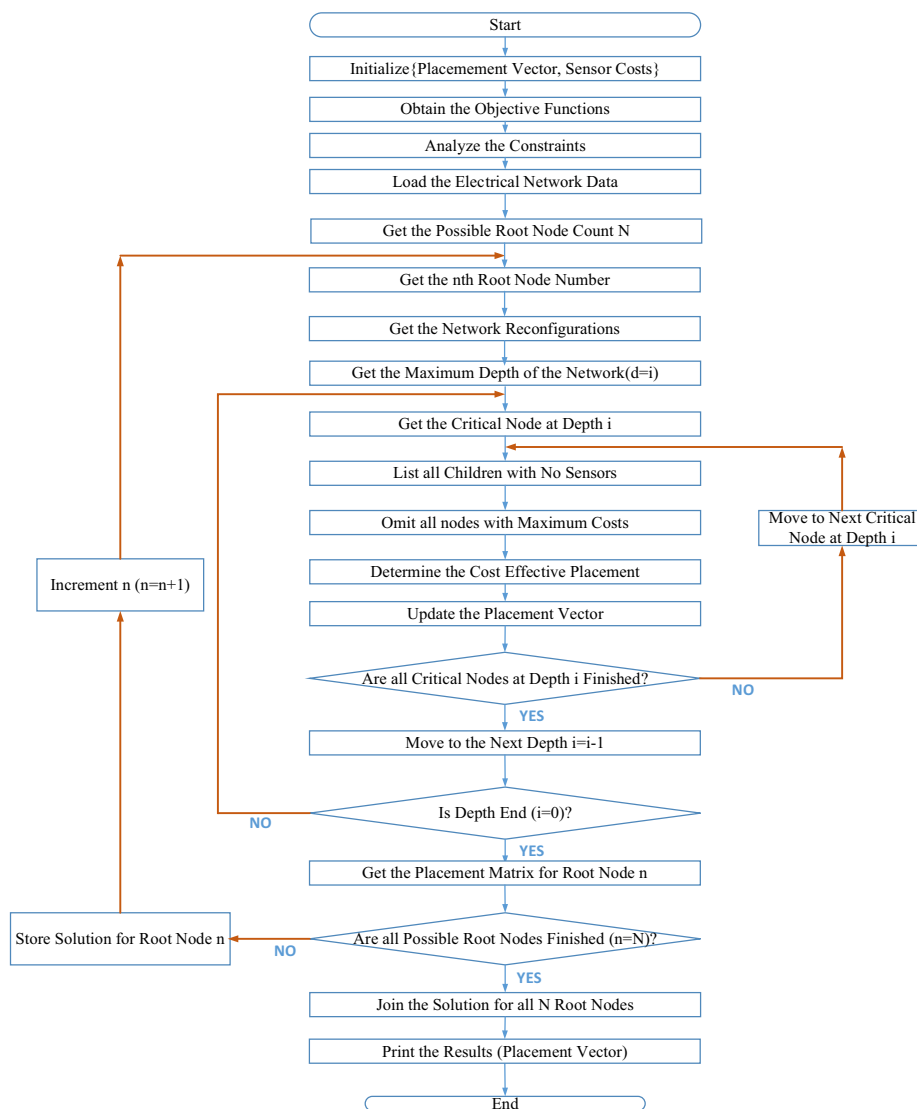 Start
Initialize{Placemement Vector, Sensor Costs}
Obtain the Objective Functions
Analyze the Constraints
Load the Electrical Network Data
Get the Possible Root Node Count N
Get the nth Root Node Number
Get the Network Reconfigurations
Get the Maximum Depth of the Network(d=i)
Get the Critical Node at Depth i
List all Children with No Sensors
Omit all nodes with Maximum Costs
Move to Next Critical
Node at Depth i
Determine the Cost Effective Placement
Increment n (n=n+1)
Update the Placement Vector
Are all Critical Nodes at Depth i Finished?
NO
YES
Move to the Next Depth i=i-1
Is Depth End (i=0)?
NO
YES
Get the Placement Matrix for Root Node n
Store Solution for Root Node n
Are all Possible Root Nodes Finished (n=N)?
NO
YES
Join the Solution for all N Root Nodes
Print the Results (Placement Vector)
End